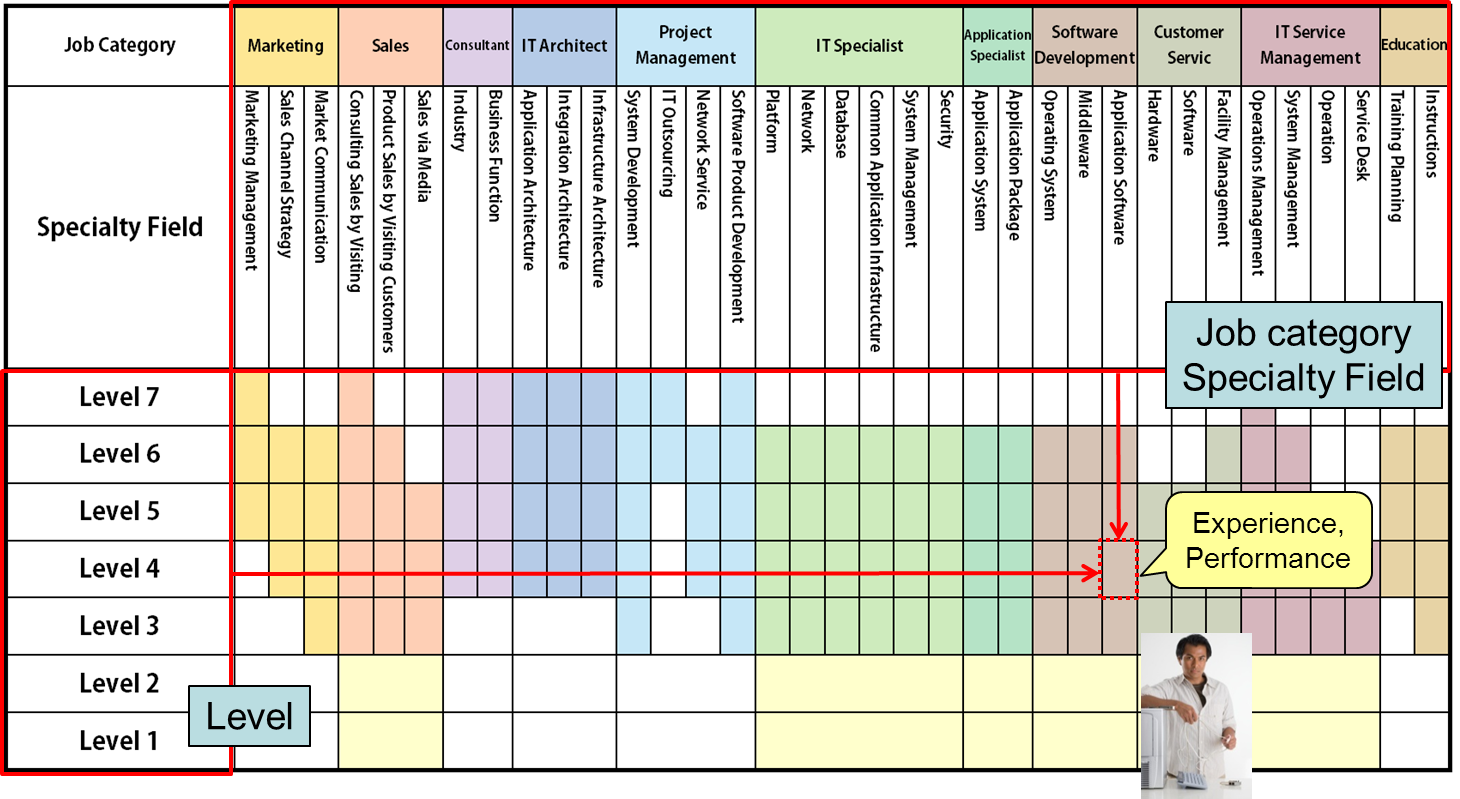 Job Category
Marketing
Sales
Consultant
IT Architect
Project
Management
IT Specialist
Application
Specialist
Software
Development
Customer
Servic
IT Service
Management
Education
Specialty Field
Marketing Management
Sales Channel Strategy
Market Communication
Consulting Sales by Visiting
Product Sales by Visiting Customers
Sales via Media
Industry
Business Function
Application Architecture
Integration Architecture
Infrastructure Architecture
System Development
IT Outsourcing
Network Service
Software Product Development
Platform
Network
Database
Common Application Infrastructure
System Management
Security
Application System
Application Package
Operating System
Middleware
Application Software
Hardware
Software
Facility Management
Operations Management
System Management
Operation
Service Desk
Training Planning
Instructions
Job category
Specialty Field
Level 7
Level 6
Level 5
Experience,
Performance
Level 4
Level 3
Level 2
Level
Level 1